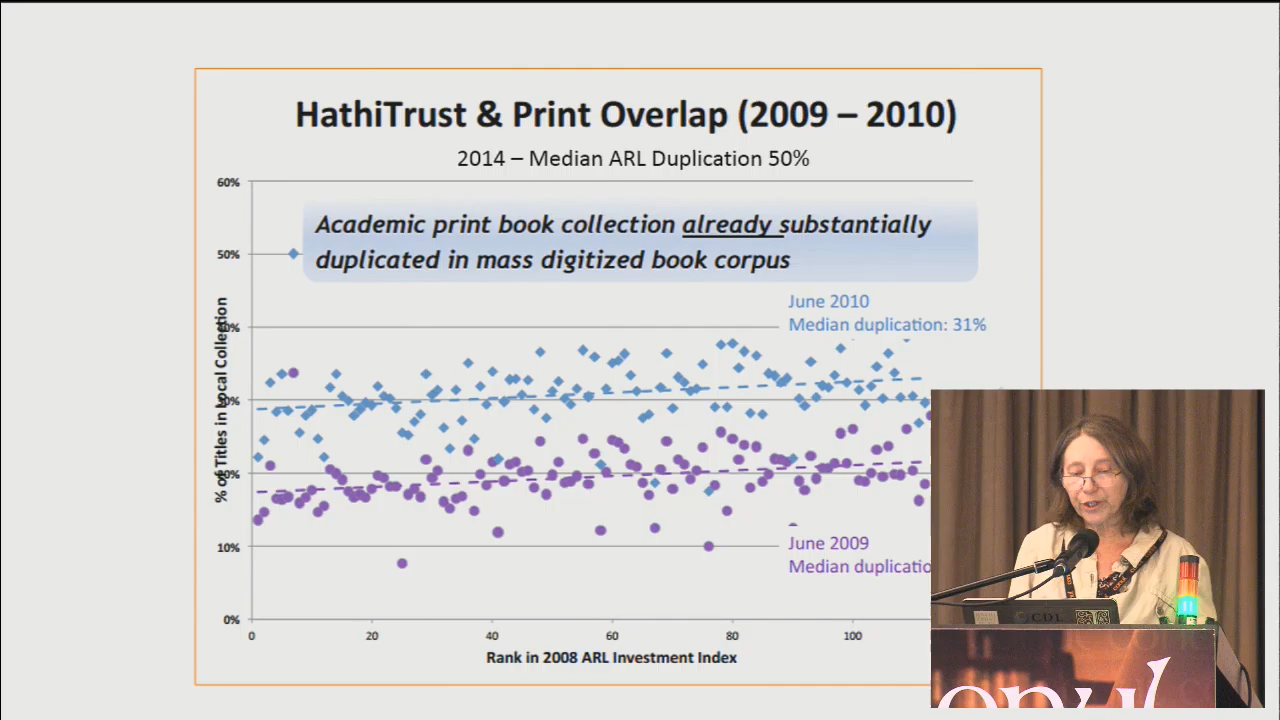 HathiTrust & Print Overlap (2009 – 2010)
2014 – Median ARL Duplication 50%
60%
Academic print book collection already substantially
duplicated in mass digitized book corpus
50%
June 2010
Median duplication: 31%
% of Titles in Local Collection
10%
June 2009
Median duplicatio
0%
0
20
40
60
80
100
Rank in 2008 ARL Investment Index
CDL